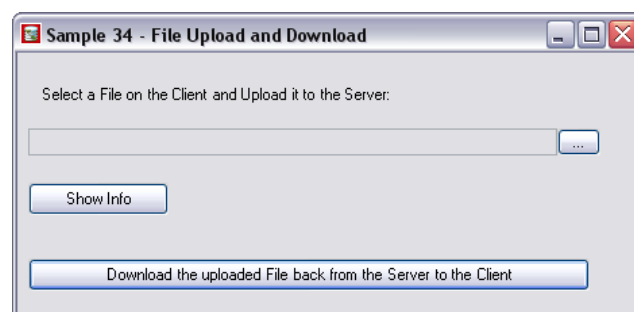 Sample 34 - File Upload and Download
Select a File on the Client and Upload it to the Server:
...
Show Info
Download the uploaded File back from the Server to the Client